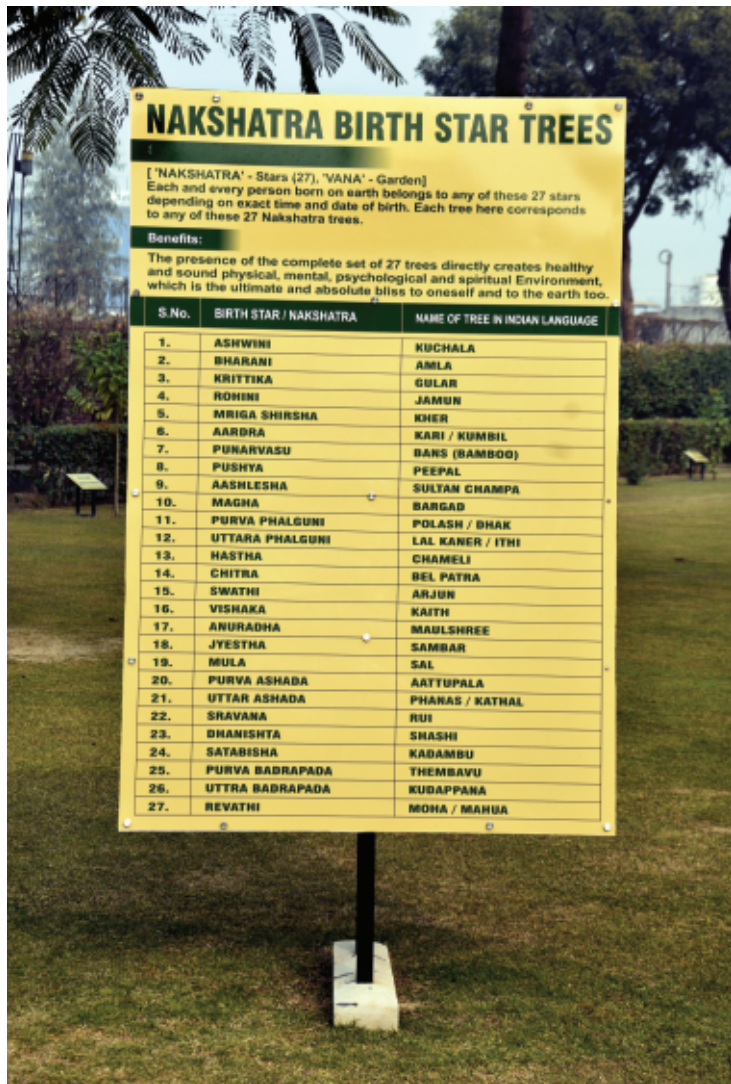 NAKSHATRA BIRTH STAR TREES
[ 'NAKSHATRA' - Stars (27), 'VANA' - Garden]
Each and every person born on earth belongs to any of these 27 stars
depending on exact time and date of birth. Each tree here corresponds
to any of these 27 Nakshatra trees.
Benefits:
The presence of the complete set of 27 trees directly creates healthy
and sound physical, mental, psychological and spiritual Environment,
which is the ultimate and absolute bliss to oneself and to the earth too.
S.No. BIRTH STAR / NAKSHATRA NAME OF TREE IN INDIAN LANGUAGE
1. ASHWINI KUCHALA
2. BHARANI AMLA
3. KRITTIKA GULAR
4. ROHINI JAMUN
5. MRIGA SHIRSHA KHER
6. AARDRA KARI / KUMBIL
7. PUNARVASU BANS (BAMBOO)
8. PUSHYA PEEPAL
9. AASHLESHA SULTAN CHAMPA
10. MAGHA BARGAD
11. PURVA PHALGUNI POLASH / DHAK
12. UTTARA PHALGUNI LAL KANER / ITHI
13. HASTHA CHAMELI
14. CHITRA BEL PATRA
15. SWATHI ARJUN
16. VISHAKA KAITH
17. ANURADHA MAULSHREE
18. JYESTHA SAMBAR
19. MULA SAL
20. PURVA ASHADA AATTUPALA
21. UTTAR ASHADA PHANAS / KATHAL
22. SRAVANA RUI
23. DHANISHTA SHASHI
24. SATABISHA KADAMBU
25. PURVA BADRAPADA THEMBAVU
26. UTTRA BADRAPADA KUDAPPANA
27. REVATHI MOHA / MAHUA